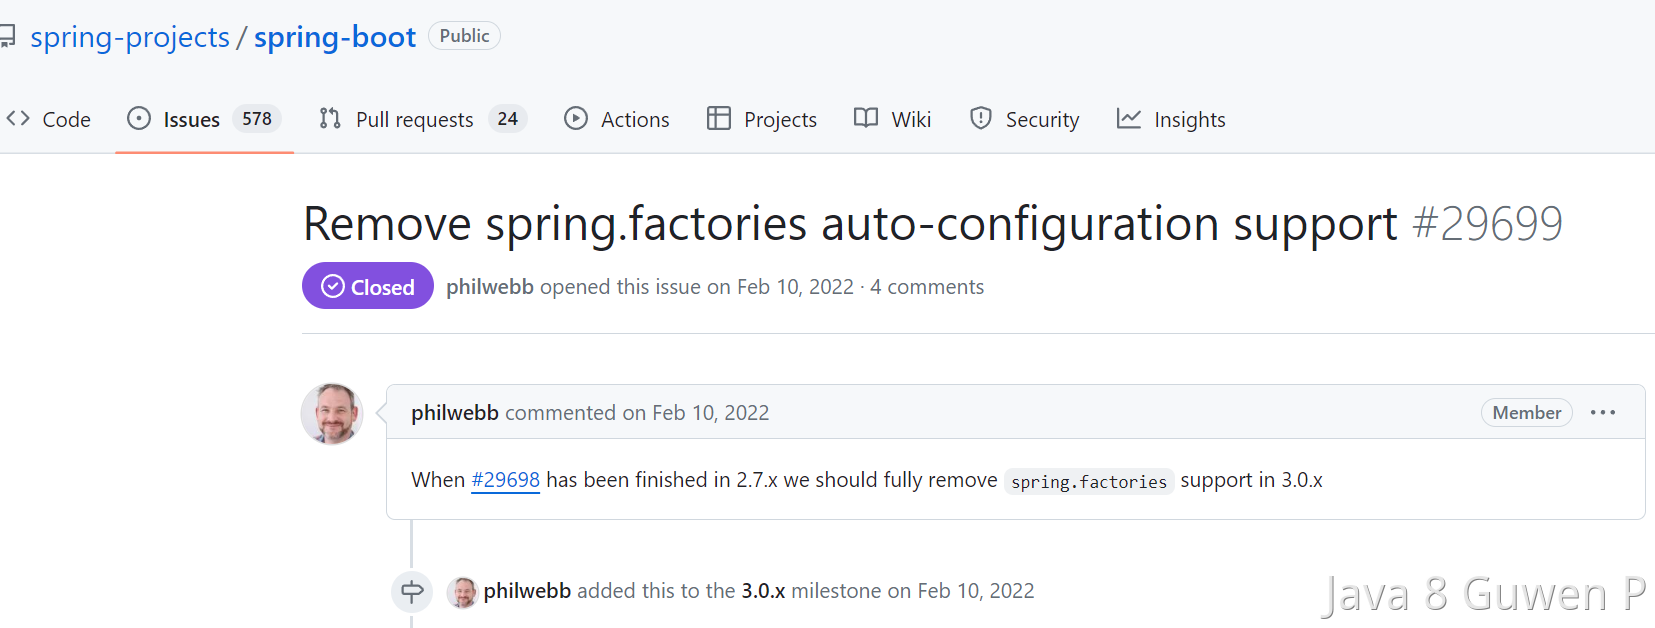 spring-projects / spring-boot Public
Code Issues 578 Pull requests 24 Actions Projects Wiki Security Insights
Remove spring.factories auto-configuration support #29699
Closed philwebb opened this issue on Feb 10, 2022 · 4 comments
philwebb commented on Feb 10, 2022 Member ···
When #29698 has been finished in 2.7.x we should fully remove spring.factories support in 3.0.x
philwebb added this to the 3.0.x milestone on Feb 10, 2022
Java 8 Guwen P